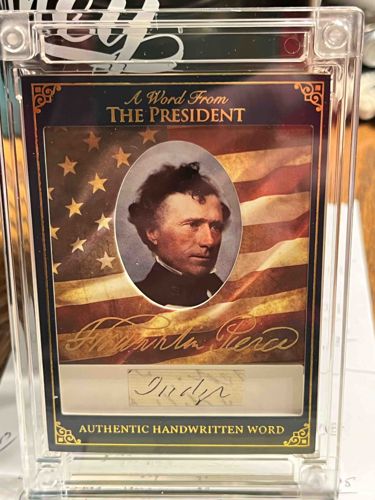 A Word From
THE PRESIDENT
Franklin Pierce
Judge
AUTHENTIC HANDWRITTEN WORD